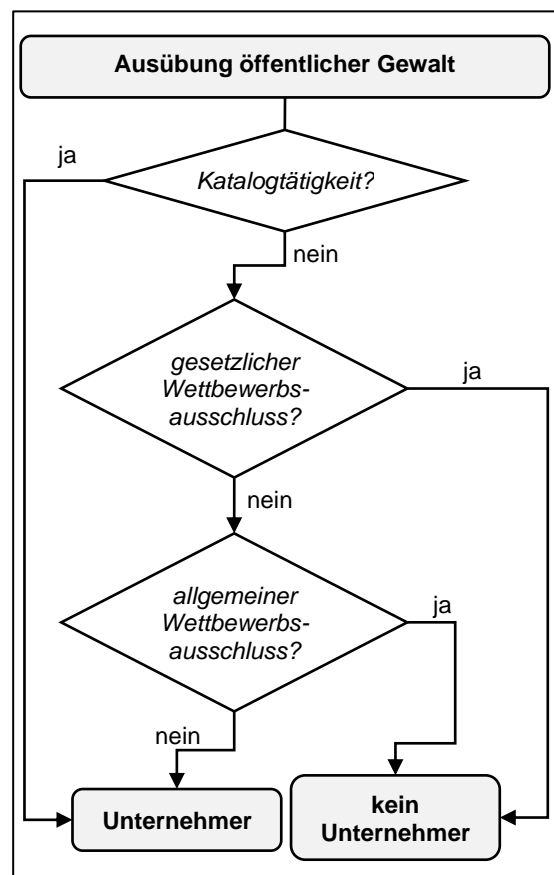 Ausübung öffentlicher Gewalt
ja
Katalogtätigkeit?
nein
gesetzlicher
Wettbewerbs-
ausschluss?
ja
nein
allgemeiner
Wettbewerbs-
ausschluss?
ja
nein
Unternehmer
kein
Unternehmer